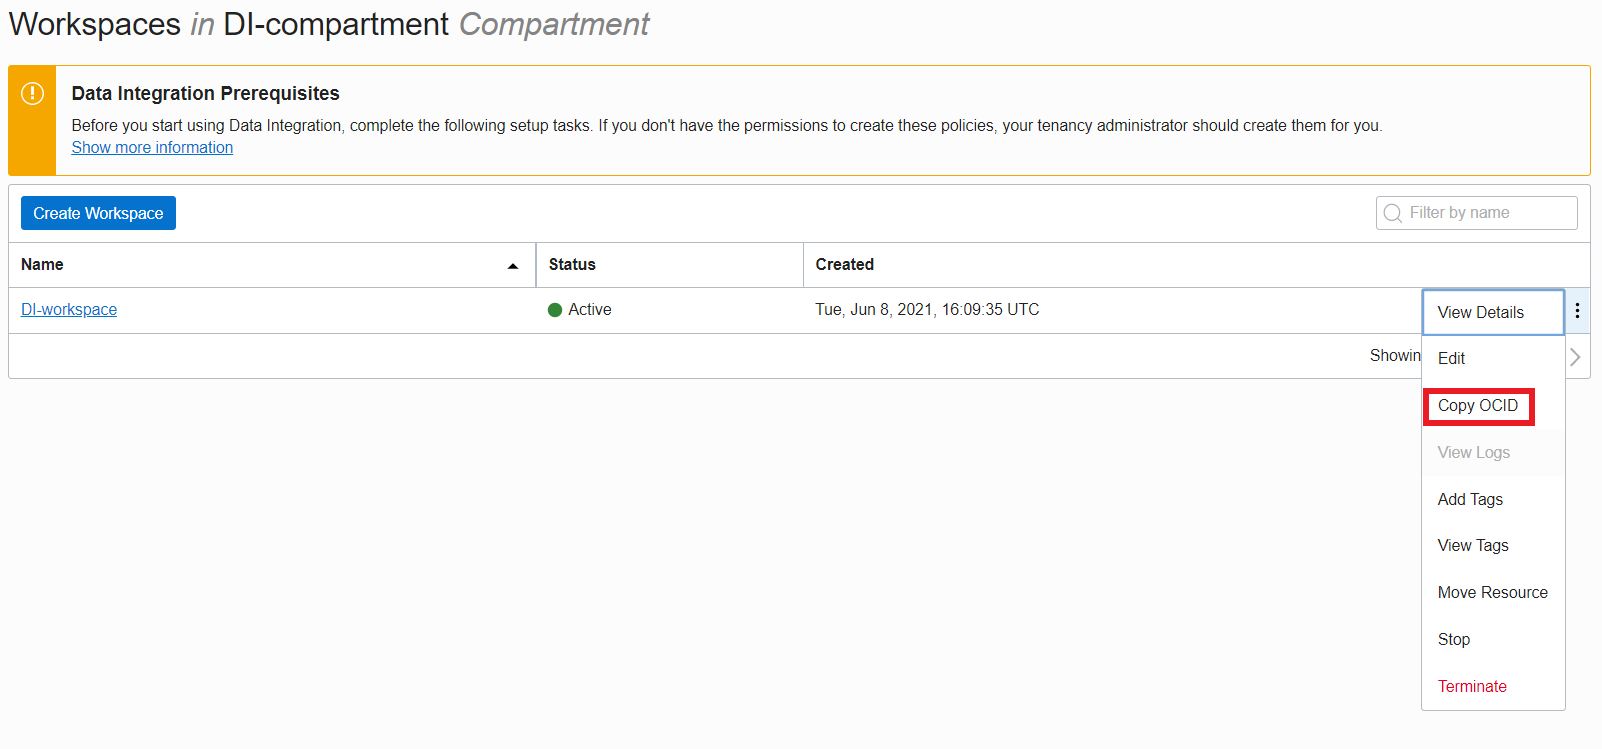 Workspaces in DI-compartment Compartment
Data Integration Prerequisites
Before you start using Data Integration, complete the following setup tasks. If you don't have the permissions to create these policies, your tenancy administrator should create them for you.
Show more information
Create Workspace
Filter by name
Name
Status
Created
DI-workspace
Active
Tue, Jun 8, 2021, 16:09:35 UTC
View Details
Showin
Edit
Copy OCID
View Logs
Add Tags
View Tags
Move Resource
Stop
Terminate